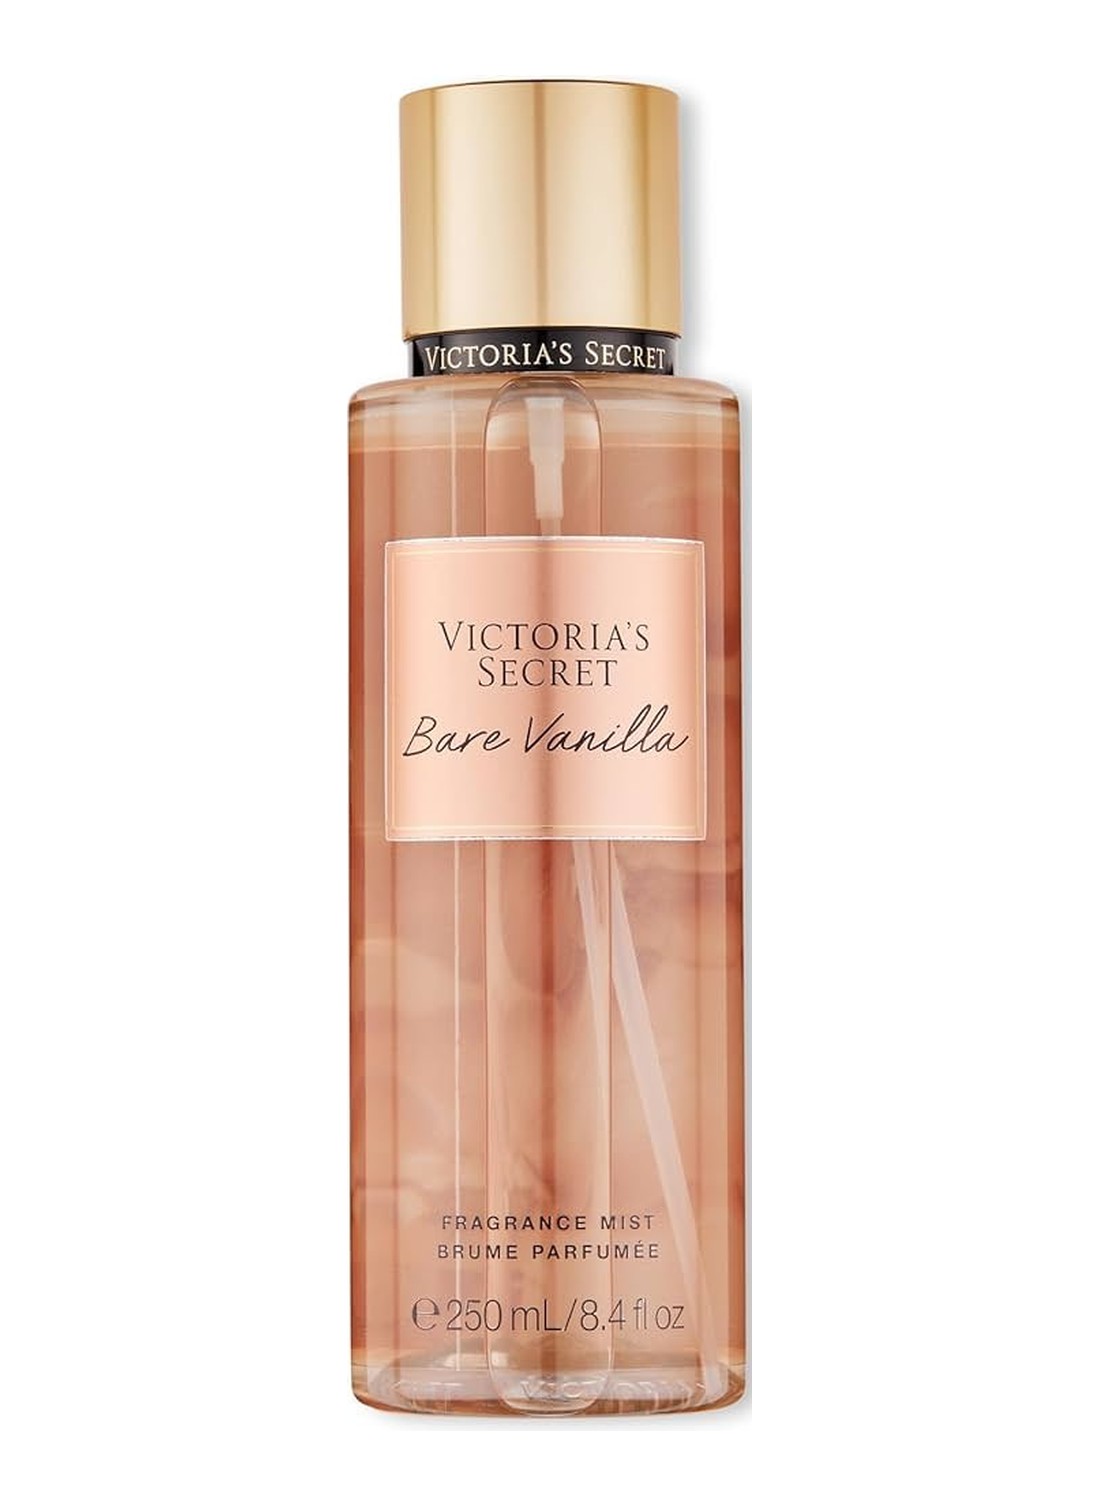 VICTORIA'S SECRET
VICTORIA'S
SECRET
Bare Vanilla
FRAGRANCE MIST
BRUME PARFUMÉE
℮ 250 mL/8.4 fl oz